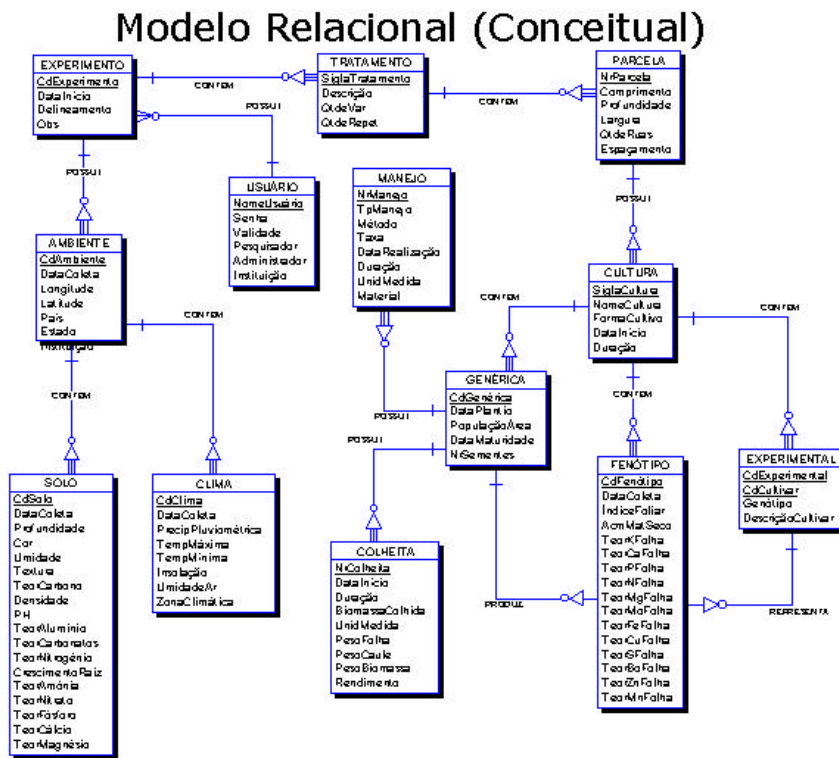 Modelo Relacional (Conceitual)
EXPERIMENTO
CdExperimento
DataInício
Delineamento
Obs
CONTEM
TRATAMENTO
SiglaTratamento
Descrição
QtdeVar
QtdeRepet
CONTEM
PARCELA
NrParcela
Comprimento
Profundidade
Largura
QtdeRuas
Espaçamento
POSSUI
POSSUI
POSSUI
USUÁRIO
NomeUsuário
Senha
Validade
Pesquisador
Administrador
Instituição
MANEJO
NrManejo
TpManejo
Método
Taxa
DataRealização
Duração
UnidMedida
Material
AMBIENTE
CdAmbiente
DataColeta
Longitude
Latitude
País
Estado
Instituição
CULTURA
SiglaCultura
NomeCultura
FormaCultivo
DataInício
Duração
CONTEM
CONTEM
CONTEM
CONTEM
CONTEM
POSSUI
GENÉRICA
CdGenérica
DataPlantio
PopulaçãoÁrea
DataMaturidade
NrSementes
POSSUI
SOLO
CdSolo
DataColeta
Profundidade
Cor
Umidade
Textura
TeorCarbono
Densidade
PH
TeorAlumínio
TeorCarbonatos
TeorNitrogênio
CrescimentoRaiz
TeorAmônia
TeorNitrato
TeorFósforo
TeorCálcio
TeorMagnésio
CLIMA
CdClima
DataColeta
PrecipPluviométrica
TempMáxima
TempMínima
Insolação
UmidadeAr
ZonaClimática
COLHEITA
NrColheita
DataInício
Duração
BiomassaColhida
UnidMedida
PesoFolha
PesoCaule
PesoBiomassa
Rendimento
FENÓTIPO
CdFenótipo
DataColeta
ÍndiceFoliar
AcmMatSeca
TeorKFolha
TeorCaFolha
TeorPFolha
TeorNFolha
TeorMgFolha
TeorMoFolha
TeorFeFolha
TeorCuFolha
TeorSFolha
TeorBoFolha
TeorZnFolha
TeorMnFolha
EXPERIMENTAL
CdExperimental
CdCultivar
Genótipo
DescriçãoCultivar
PRODUZ
REPRESENTA